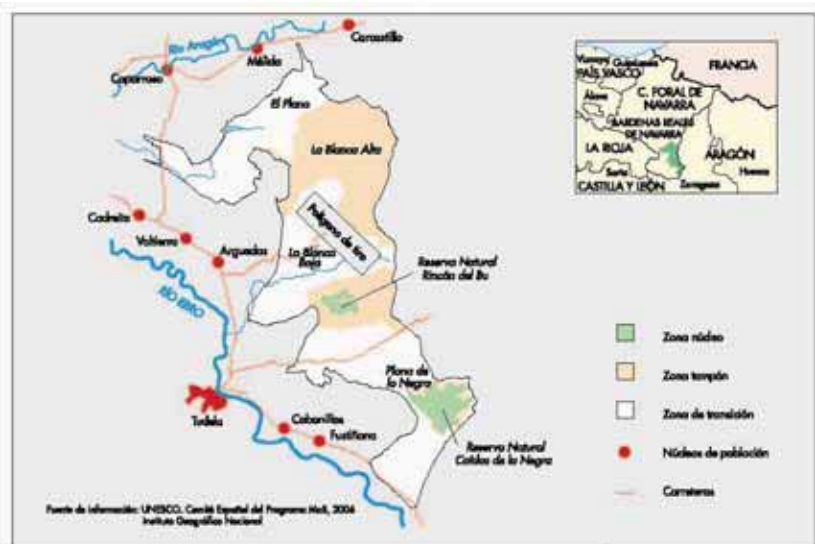 Carcastillo
Río Aragón
Mélida
Caparroso
El Plano
La Blanca Alta
Polígono de tiro
Cadreita
Valtierra
Arguedas
La Blanca
Baja
Reserva Natural
Rincón del Bu
RÍO EBRO
Plana de
la Negra
Tudela
Cabanillas
Fustiñana
Reserva Natural
Caídas de la Negra
Fuente de información: UNESCO. Comité Español del Programa MaB, 2006
Instituto Geográfico Nacional
Vizcaya
Guipúzcoa
PAÍS VASCO
FRANCIA
Álava
C. FORAL DE
NAVARRA
BARDENAS REALES
DE NAVARRA
LA RIOJA
ARAGÓN
Soria
Huesca
CASTILLA Y LEÓN
Zaragoza
Zona núcleo
Zona tampón
Zona de transición
Núcleos de población
Carreteras